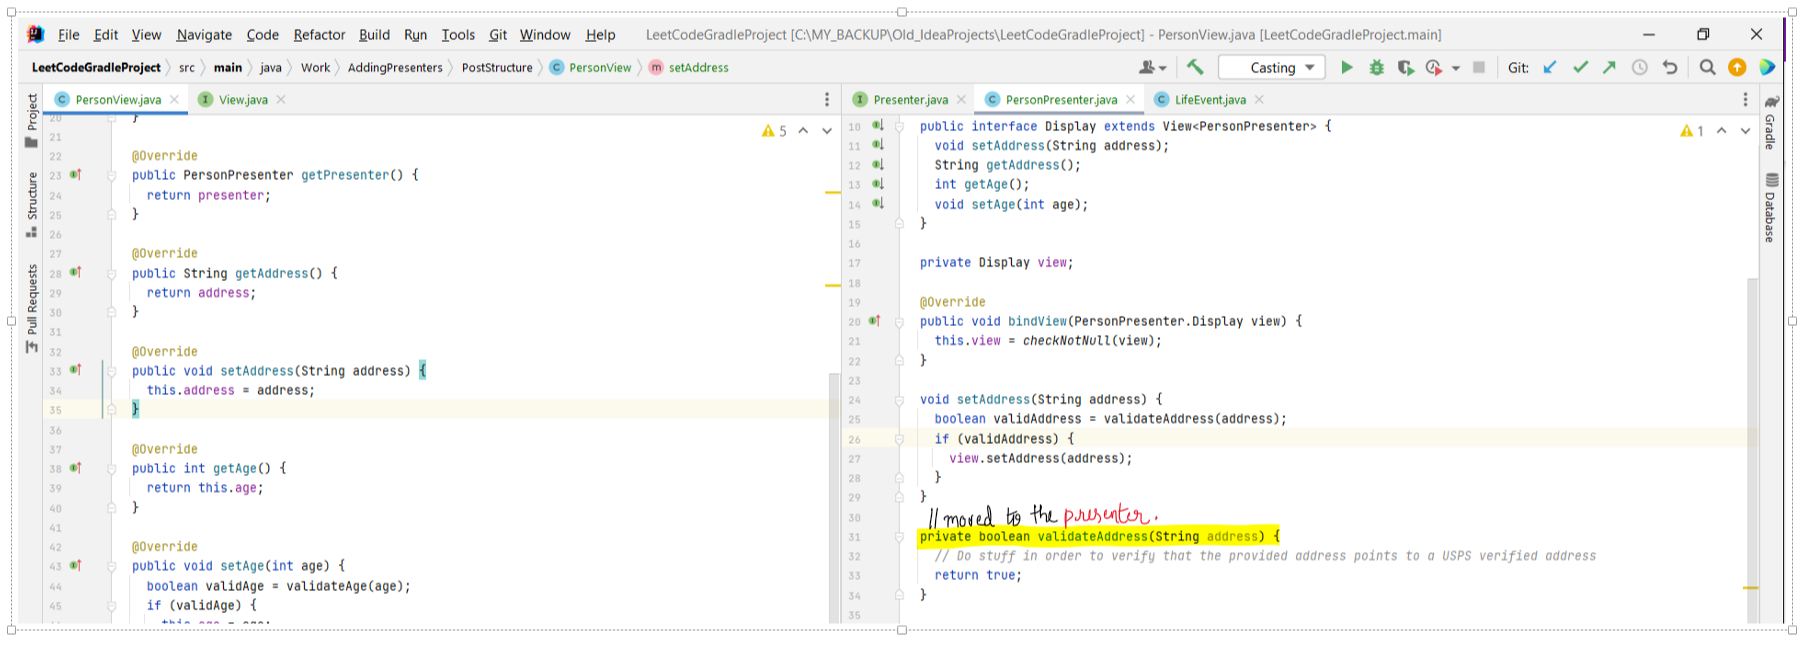 File Edit View Navigate Code Refactor Build Run Tools Git Window Help LeetCodeGradleProject [C:\MY_BACKUP\Old_IdeaProjects\LeetCodeGradleProject] - PersonView.java [LeetCodeGradleProject.main]
LeetCodeGradleProject src main java Work AddingPresenters PostStructure PersonView setAddress Casting Git:
PersonView.java View.java
Presenter.java PersonPresenter.java LifeEvent.java
Project
Structure
Pull Requests
5
20 }
21
22 @Override
23 public PersonPresenter getPresenter() {
24 return presenter;
25 }
26
27 @Override
28 public String getAddress() {
29 return address;
30 }
31
32 @Override
33 public void setAddress(String address) {
34 this.address = address;
35 }
36
37 @Override
38 public int getAge() {
39 return this.age;
40 }
41
42 @Override
43 public void setAge(int age) {
44 boolean validAge = validateAge(age);
45 if (validAge) {
this.age = age;
1
10 public interface Display extends View<PersonPresenter> {
11 void setAddress(String address);
12 String getAddress();
13 int getAge();
14 void setAge(int age);
15 }
16
17 private Display view;
18
19 @Override
20 public void bindView(PersonPresenter.Display view) {
21 this.view = checkNotNull(view);
22 }
23
24 void setAddress(String address) {
25 boolean validAddress = validateAddress(address);
26 if (validAddress) {
27 view.setAddress(address);
28 }
29 }
30 // moved to the presenter.
31 private boolean validateAddress(String address) {
32 // Do stuff in order to verify that the provided address points to a USPS verified address
33 return true;
34 }
35
Gradle
Database